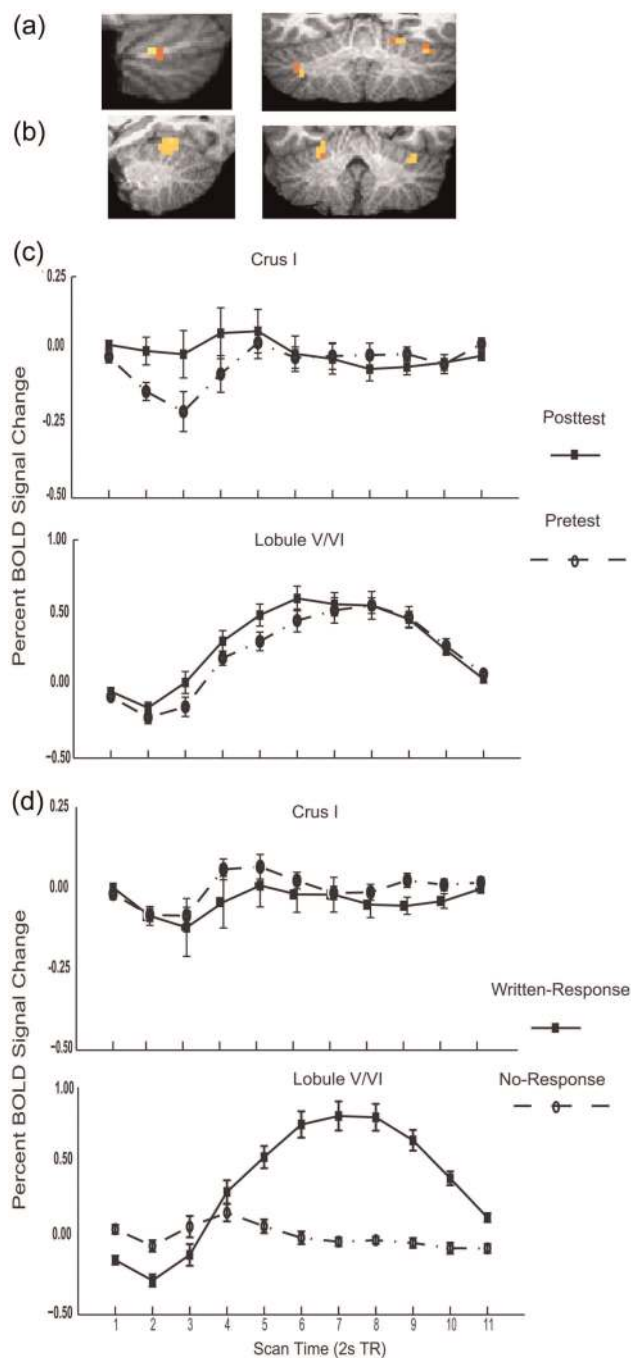 (a)
(b)
(c)
Crus I
0.25
0.00
-0.25
-0.50
Posttest
Pretest
Lobule V/VI
1.00
0.50
0.00
-0.50
Percent BOLD Signal Change
(d)
Crus I
0.25
0.00
-0.25
-0.50
Written-Response
No-Response
Lobule V/VI
1.00
0.50
0.00
-0.50
Percent BOLD Signal Change
1 2 3 4 5 6 7 8 9 10 11
Scan Time (2s TR)